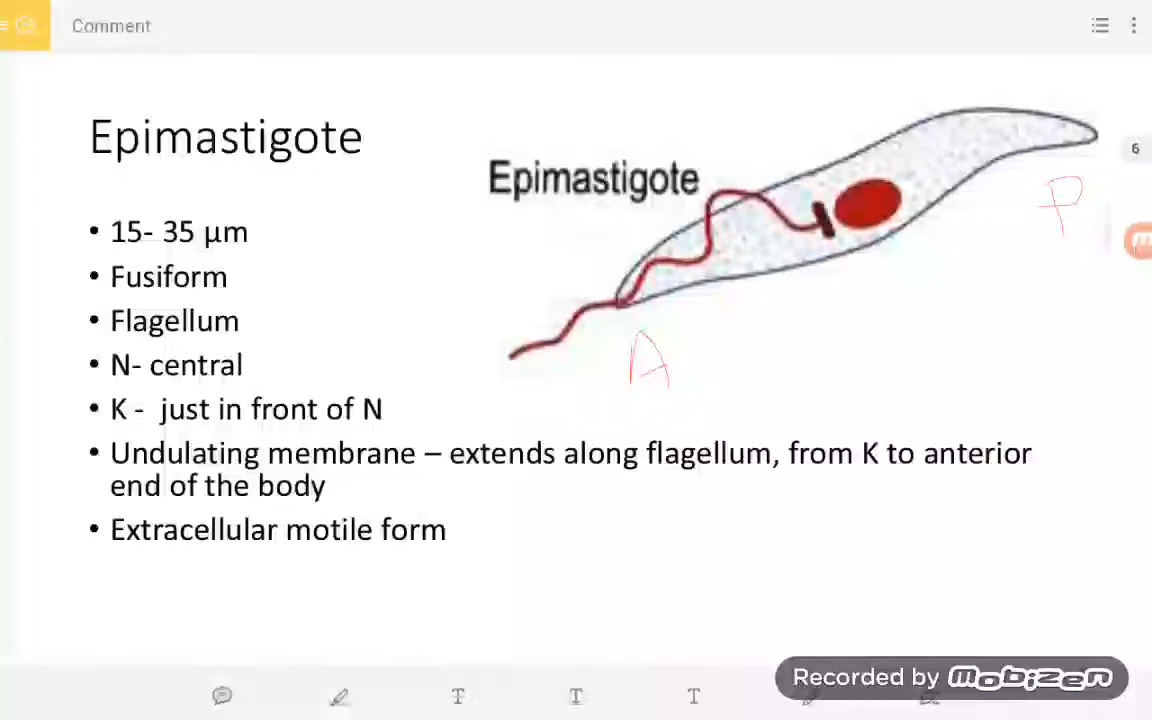 Comment
Epimastigote
6
Epimastigote
P
• 15- 35 µm
• Fusiform
• Flagellum
A
• N- central
• K - just in front of N
• Undulating membrane – extends along flagellum, from K to anterior
end of the body
• Extracellular motile form
Recorded by mobizen
T T T